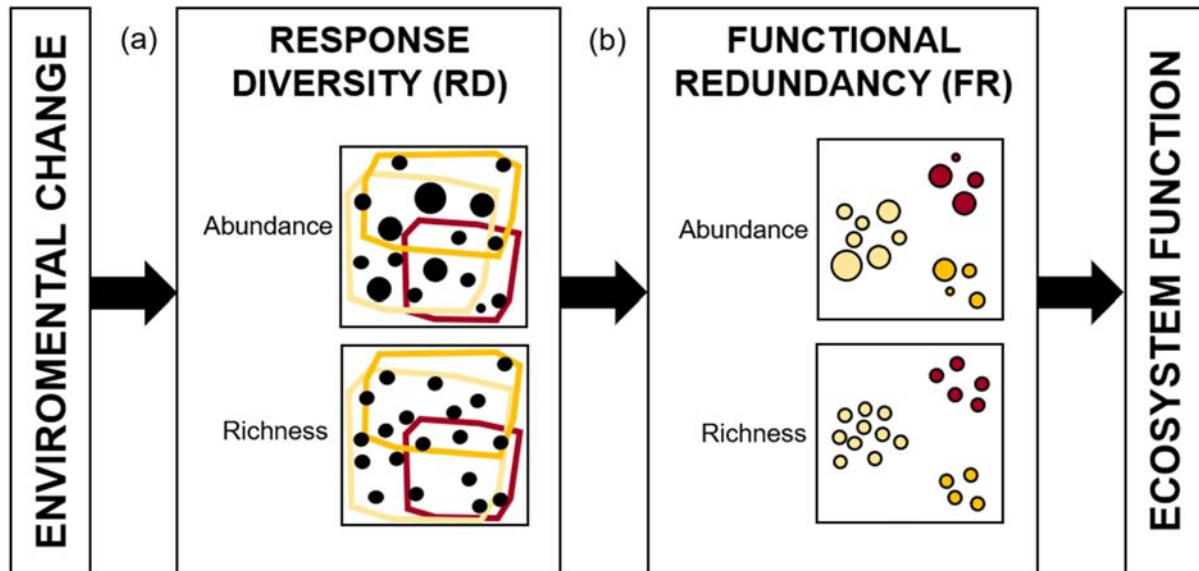 ENVIROMENTAL CHANGE
(a)
RESPONSE
DIVERSITY (RD)
Abundance
Richness
(b)
FUNCTIONAL
REDUNDANCY (FR)
Abundance
Richness
ECOSYSTEM FUNCTION